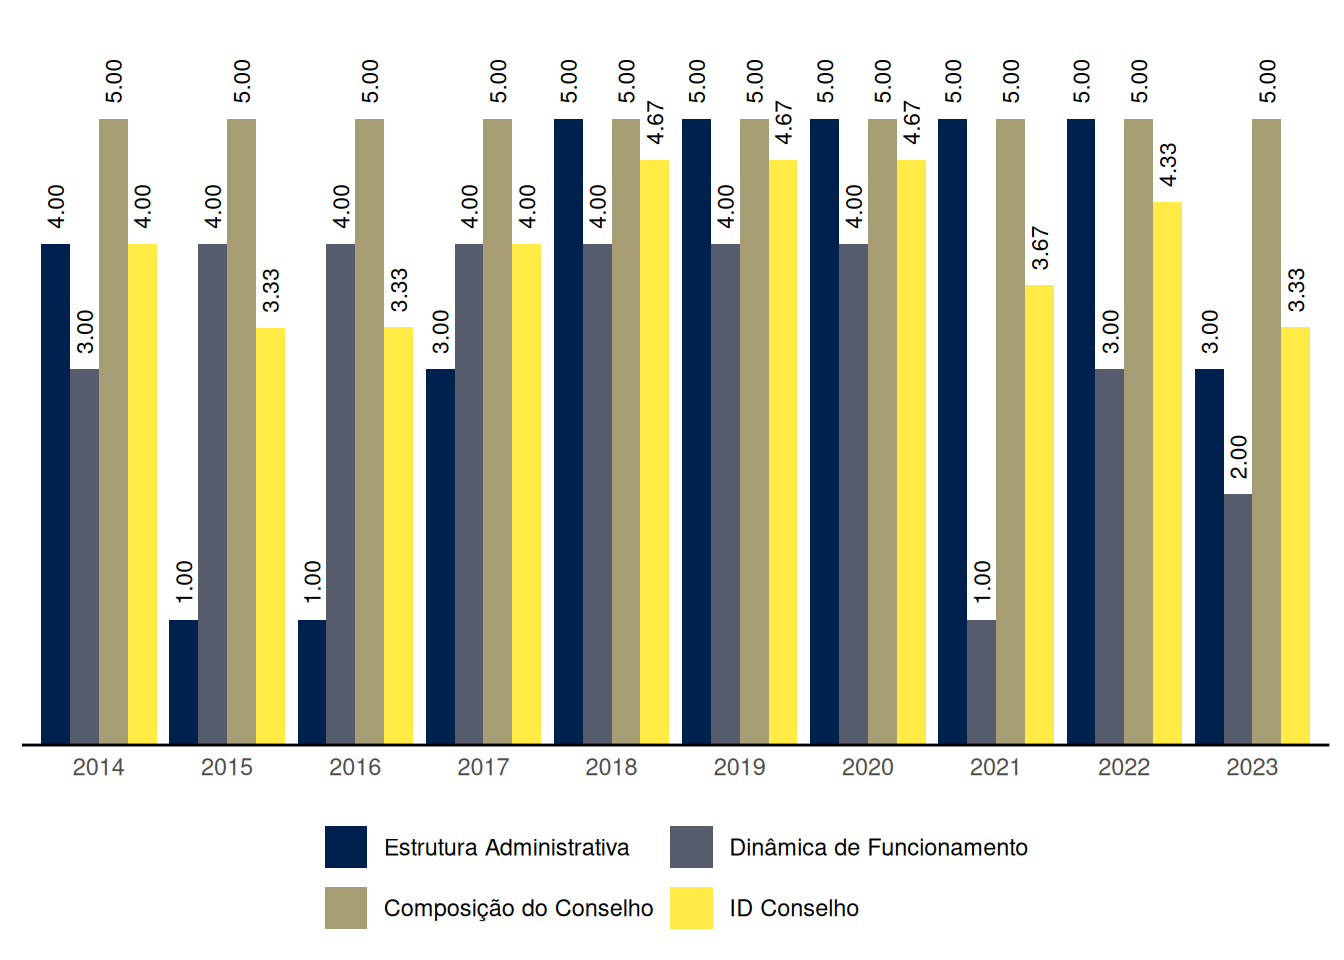 4.00 3.00 5.00 4.00 1.00 4.00 5.00 3.33 1.00 4.00 5.00 3.33 3.00 4.00 5.00 4.00 5.00 4.00 5.00 4.67 5.00 4.00 5.00 4.67 5.00 4.00 5.00 4.67 5.00 1.00 5.00 3.67 5.00 3.00 5.00 4.33 3.00 2.00 5.00 3.33
2014 2015 2016 2017 2018 2019 2020 2021 2022 2023
Estrutura Administrativa Dinâmica de Funcionamento
Composição do Conselho ID Conselho